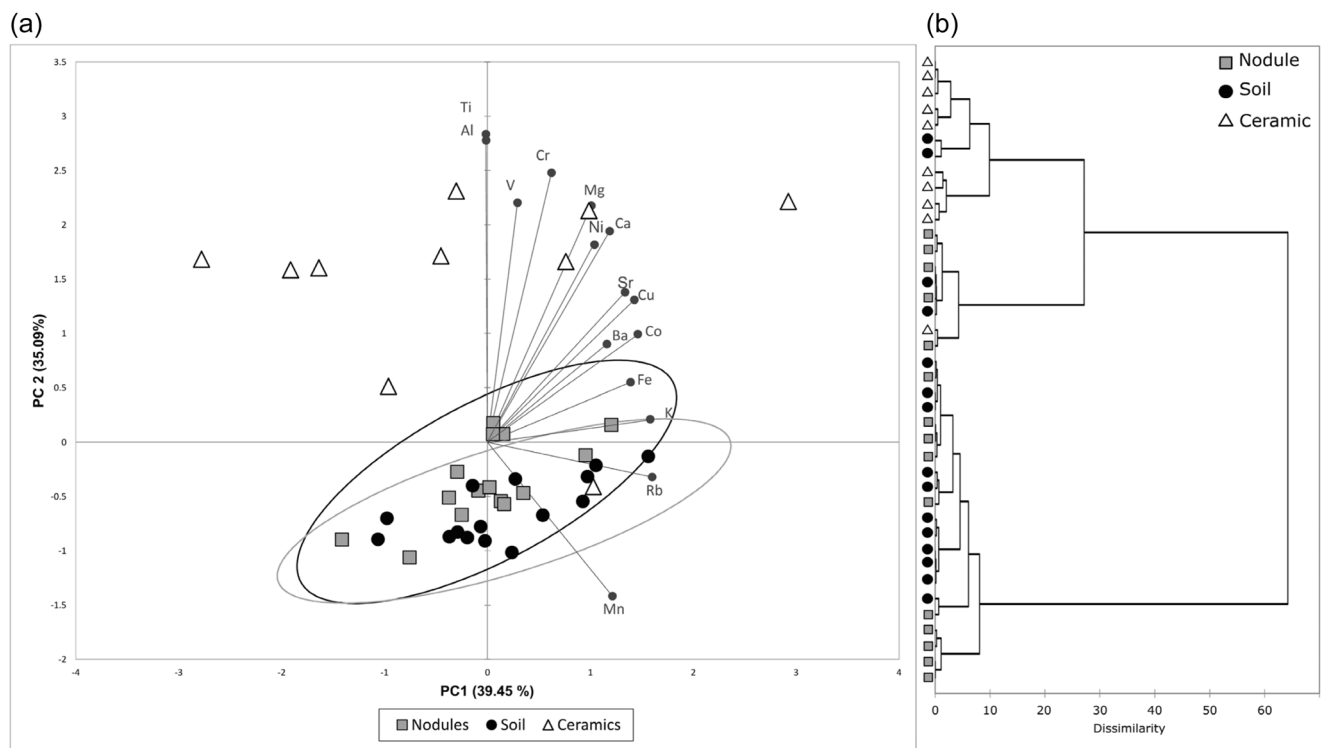 (a)
(b)
3.5
3
2.5
2
1.5
1
0.5
0
-0.5
-1
-1.5
-2
PC 2 (35.09%)
Ti
Al
Cr
V
Mg
Ni
Ca
Sr
Cu
Co
Ba
Fe
K
Rb
Mn
-4 -3 -2 -1 0 1 2 3 4
PC1 (39.45 %)
Nodules Soil Ceramics
Nodule
Soil
Ceramic
0 10 20 30 40 50 60
Dissimilarity